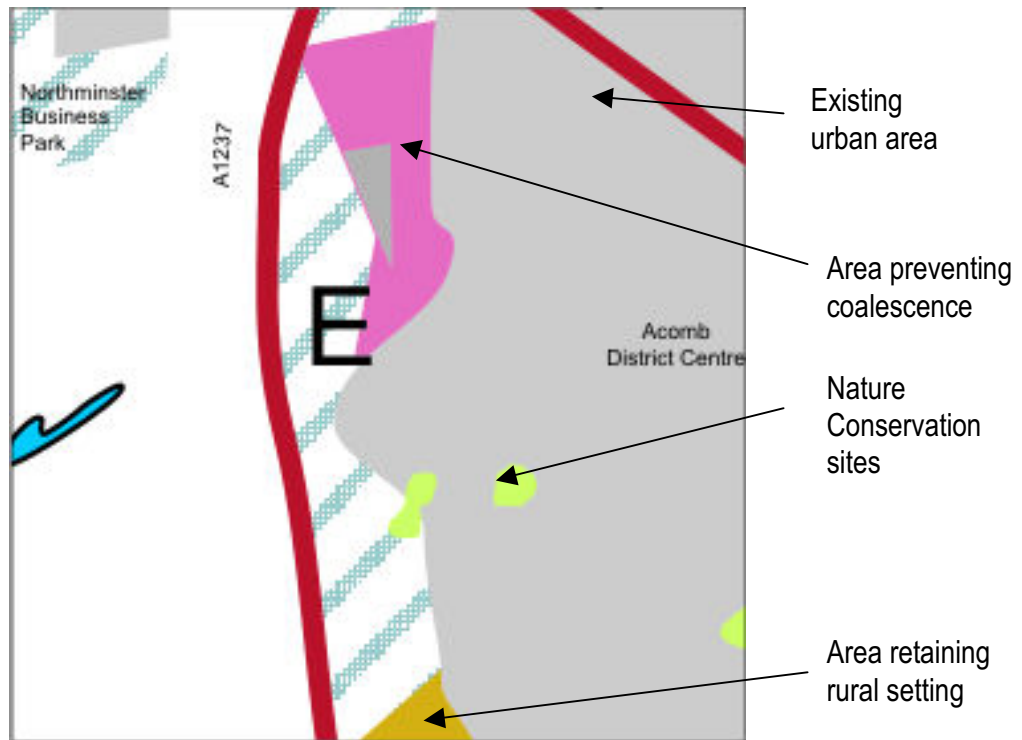 Northminster
Business
Park
A1237
E
Acomb
District Centre
Existing
urban area
Area preventing
coalescence
Nature
Conservation
sites
Area retaining
rural setting